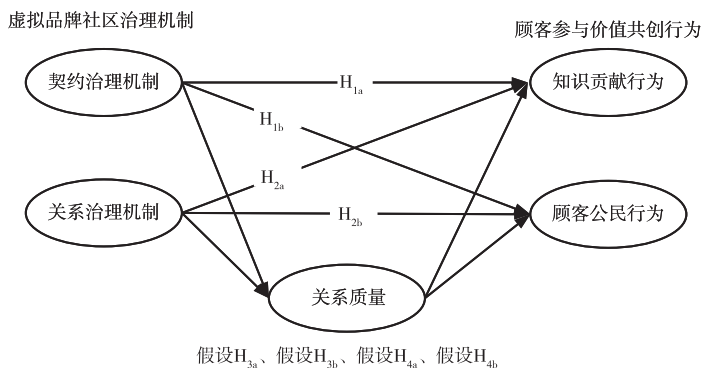 虚拟品牌社区治理机制
顾客参与价值共创行为
契约治理机制
H1a
知识贡献行为
H1b
H2a
关系治理机制
H2b
顾客公民行为
关系质量
假设H3a、假设H3b、假设H4a、假设H4b